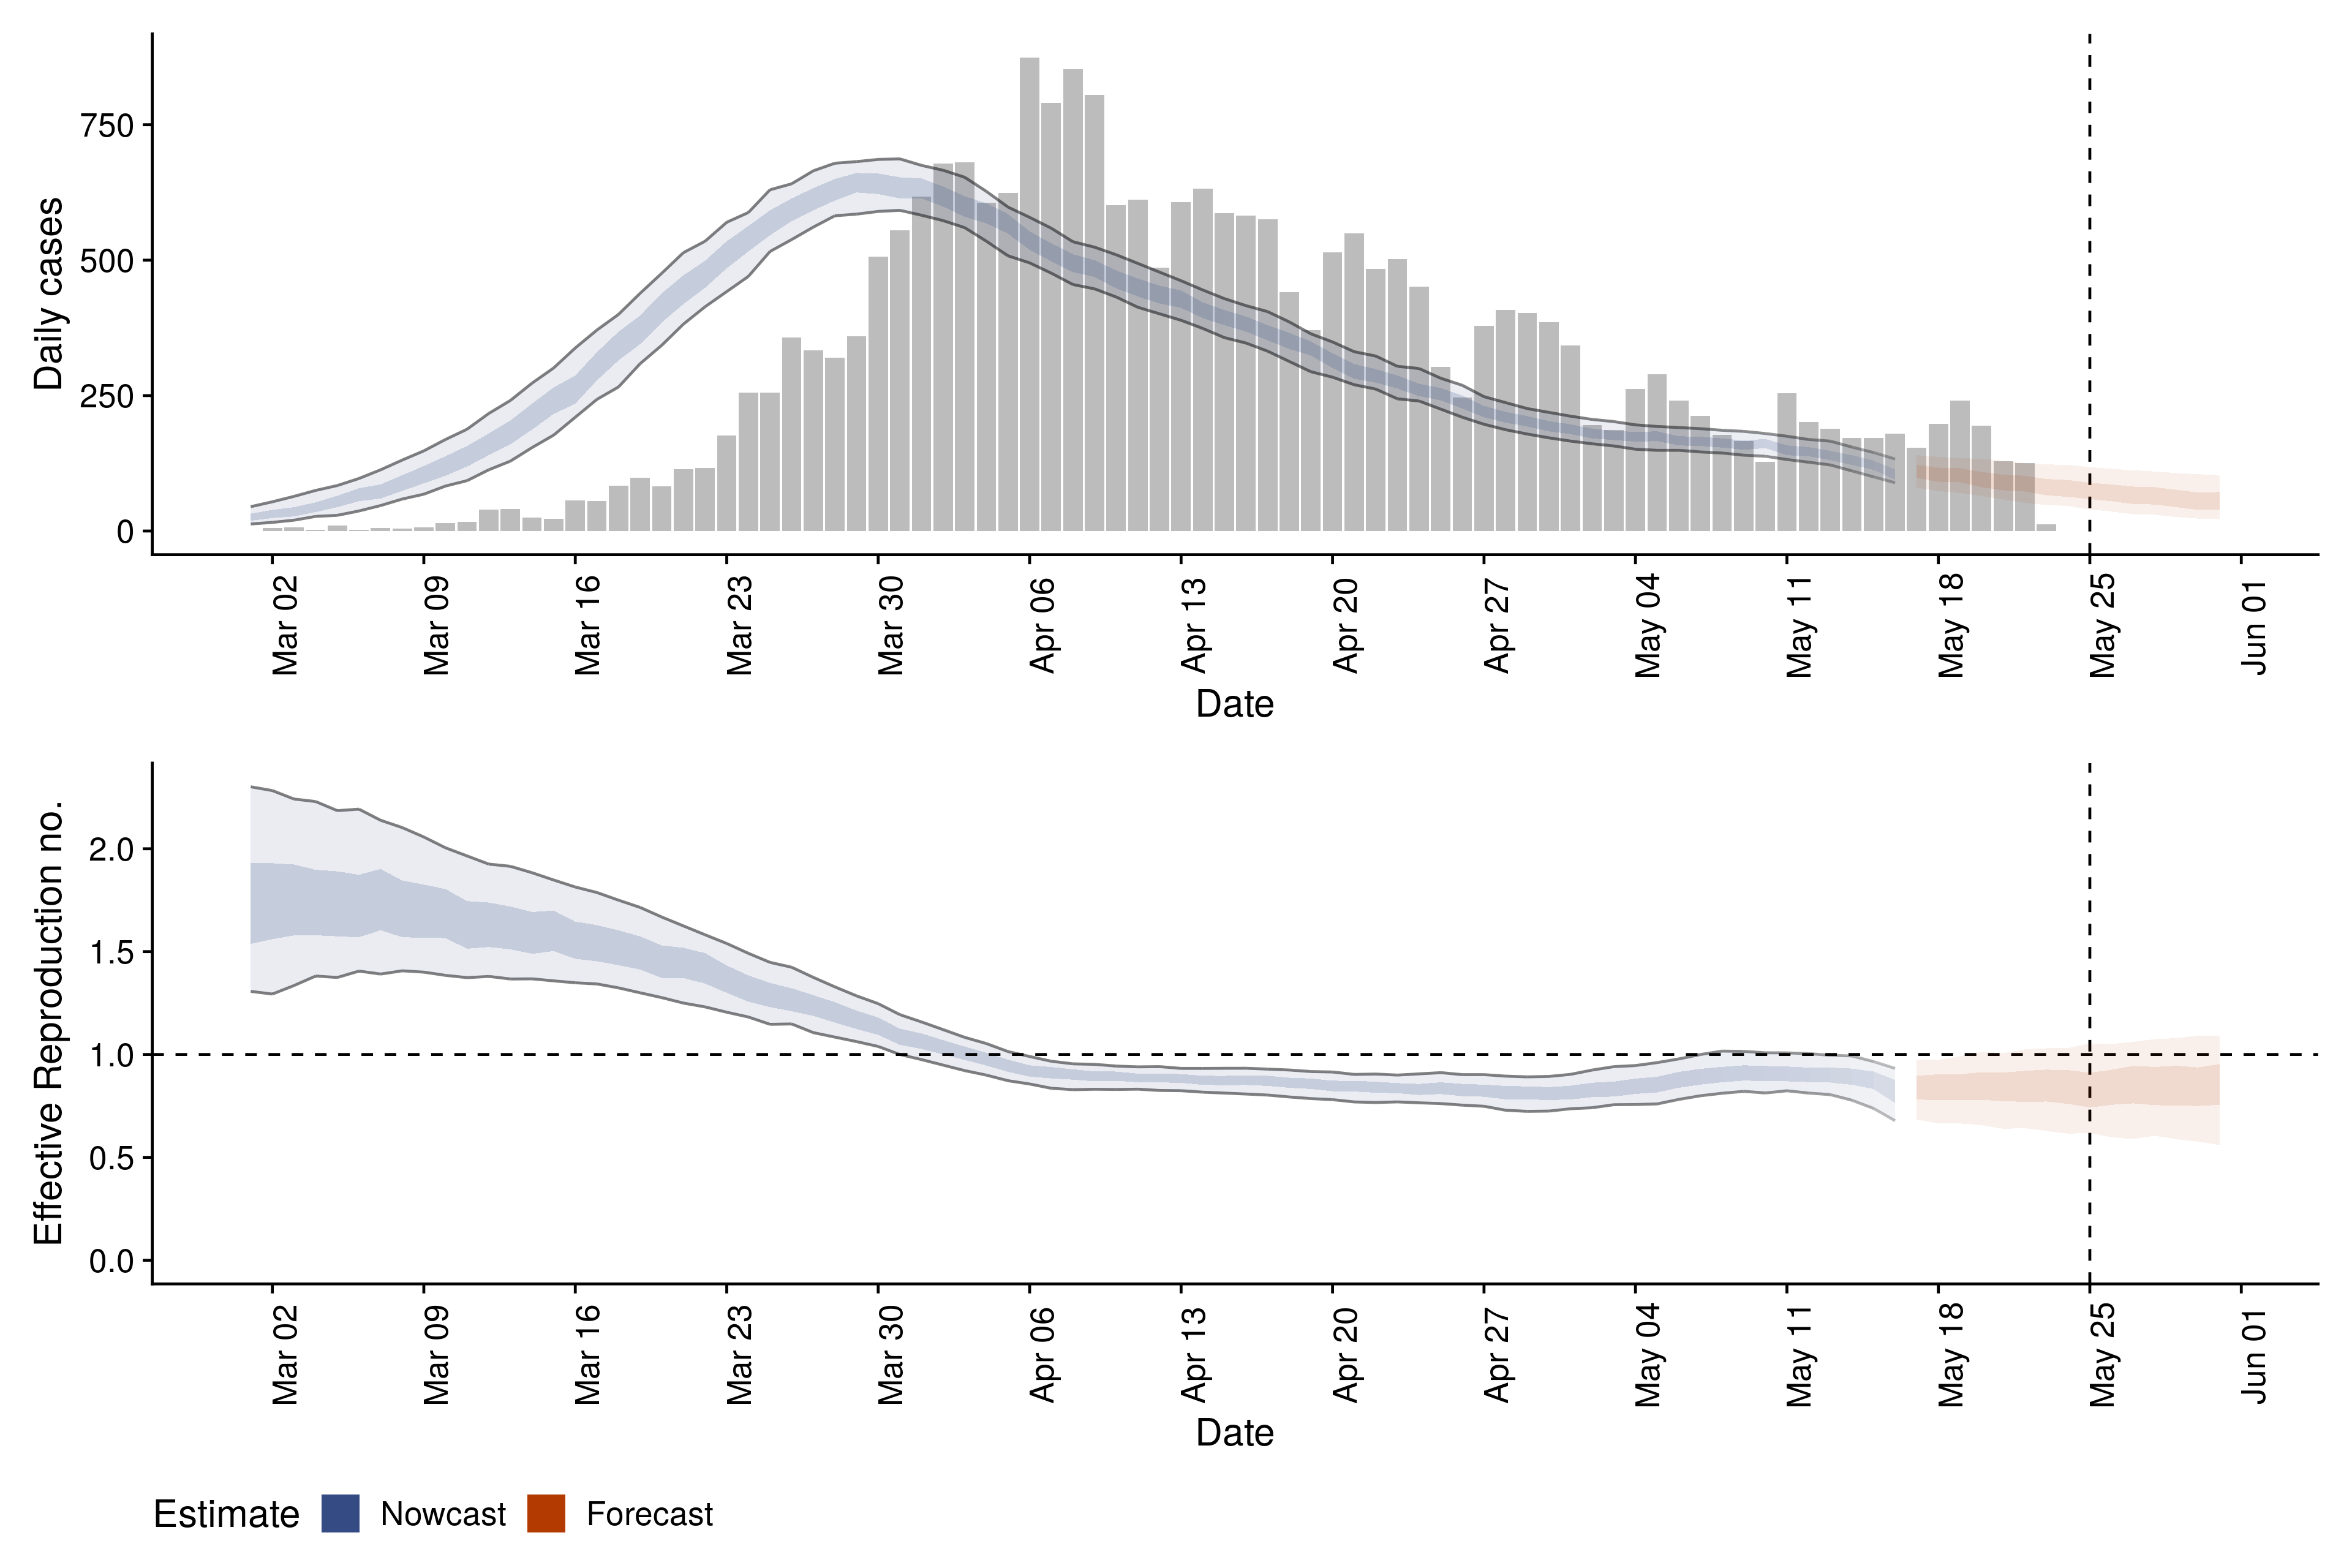 Daily cases
750
500
250
0
Mar 02
Mar 09
Mar 16
Mar 23
Mar 30
Apr 06
Apr 13
Apr 20
Apr 27
May 04
May 11
May 18
May 25
Jun 01
Date
Effective Reproduction no.
2.0
1.5
1.0
0.5
0.0
Mar 02
Mar 09
Mar 16
Mar 23
Mar 30
Apr 06
Apr 13
Apr 20
Apr 27
May 04
May 11
May 18
May 25
Jun 01
Date
Estimate Nowcast Forecast